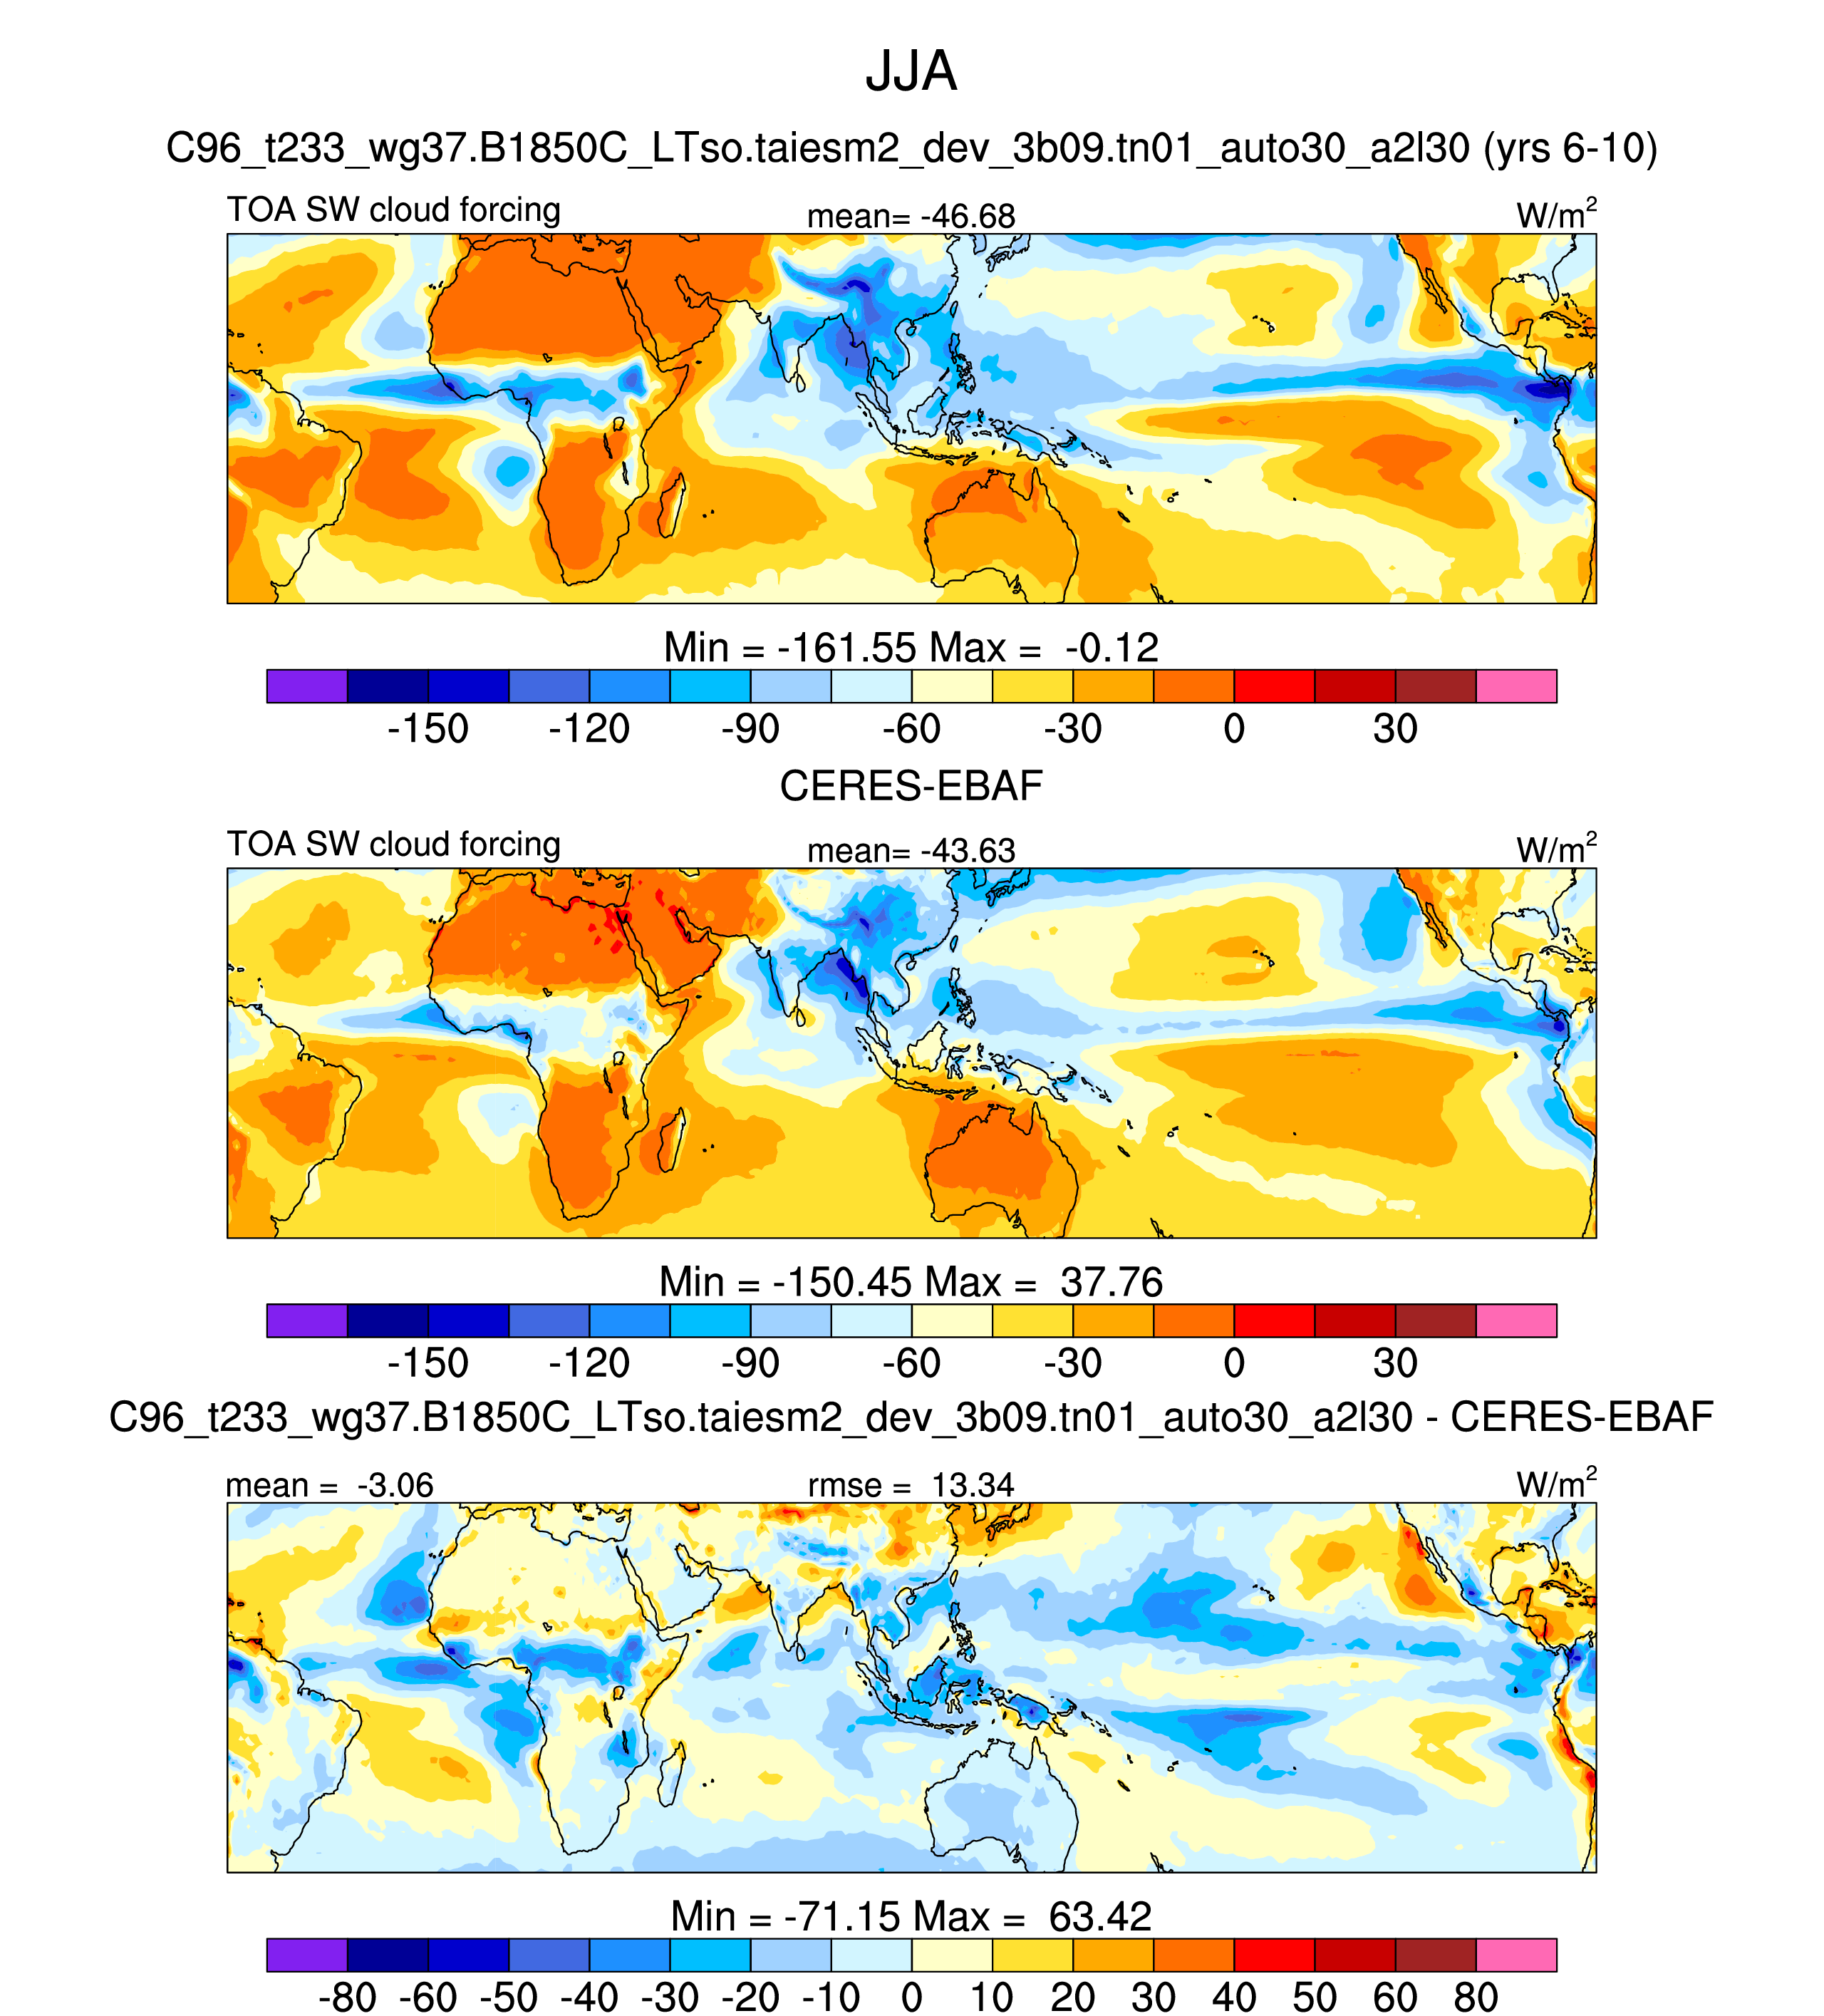 JJA
C96_t233_wg37.B1850C_LTso.taiesm2_dev_3b09.tn01_auto30_a2l30 (yrs 6-10)
TOA SW cloud forcing mean= -46.68 W/m2
Min = -161.55 Max = -0.12
-150 -120 -90 -60 -30 0 30
CERES-EBAF
TOA SW cloud forcing mean= -43.63 W/m2
Min = -150.45 Max = 37.76
-150 -120 -90 -60 -30 0 30
C96_t233_wg37.B1850C_LTso.taiesm2_dev_3b09.tn01_auto30_a2l30 - CERES-EBAF
mean = -3.06 rmse = 13.34 W/m2
Min = -71.15 Max = 63.42
-80 -60 -50 -40 -30 -20 -10 0 10 20 30 40 50 60 80